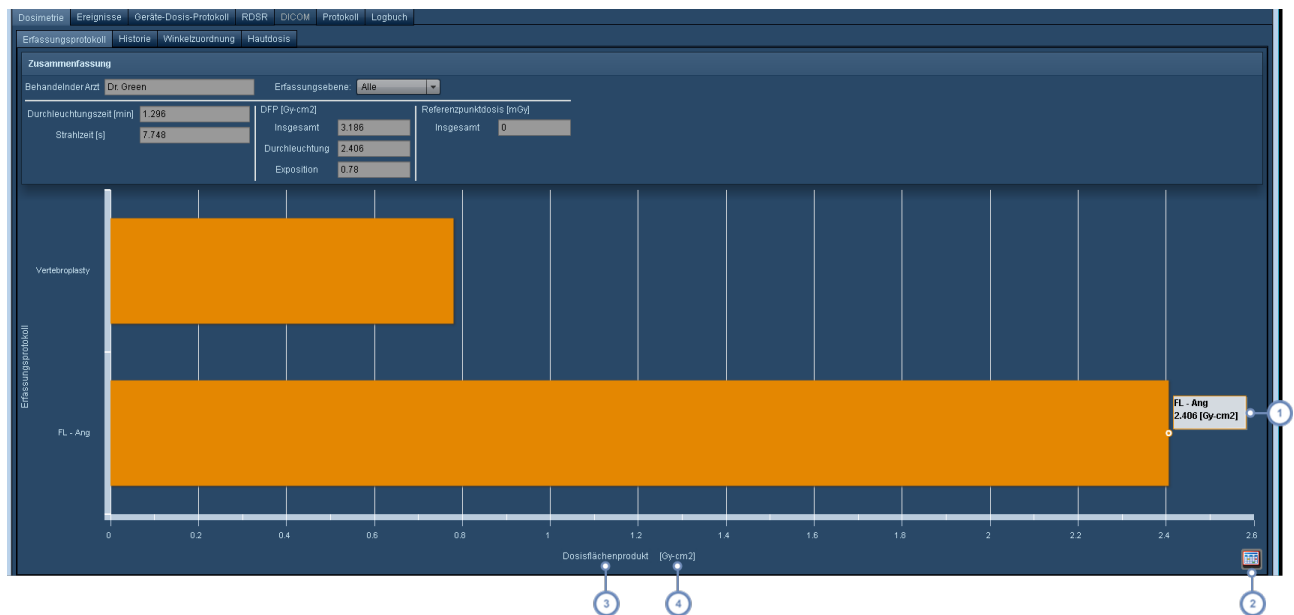 Dosimetrie Ereignisse Geräte-Dosis-Protokoll RDSR DICOM Protokoll Logbuch
Erfassungsprotokoll Historie Winkelzuordnung Hautdosis
Zusammenfassung
Behandelnder Arzt Dr. Green Erfassungsebene: Alle
Durchleuchtungszeit [min] 1.296 DFP [Gy-cm2] Referenzpunktdosis [mGy]
Insgesamt 3.186 Insgesamt 0
Strahlzeit [s] 7.748
Durchleuchtung 2.406
Exposition 0.78
Vertebroplasty
Erfassungsprotokoll
FL - Ang
2.406 [Gy-cm2] 1
FL - Ang
0 0.2 0.4 0.6 0.8 1 1.2 1.4 1.6 1.8 2 2.2 2.4 2.6
Dosisflächenprodukt [Gy-cm2]
3 4 2